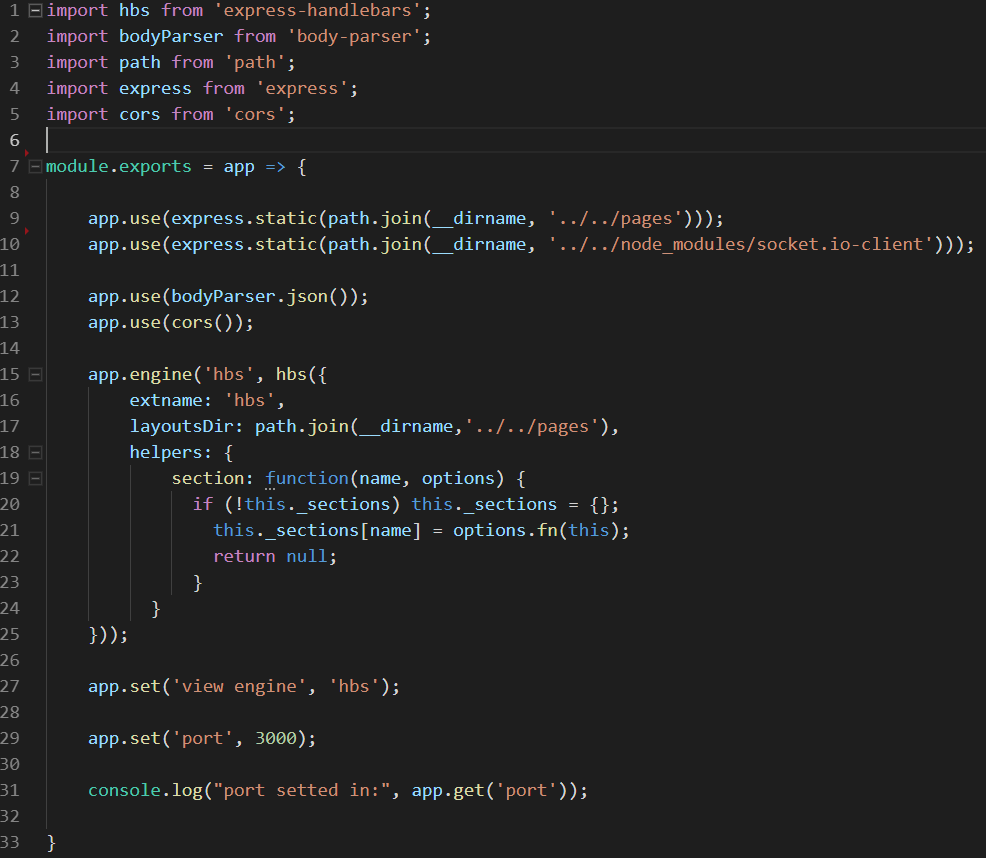 1 import hbs from 'express-handlebars';
2 import bodyParser from 'body-parser';
3 import path from 'path';
4 import express from 'express';
5 import cors from 'cors';
6
7 module.exports = app => {
8
9     app.use(express.static(path.join(__dirname, '../../pages')));
10     app.use(express.static(path.join(__dirname, '../../node_modules/socket.io-client')));
11
12     app.use(bodyParser.json());
13     app.use(cors());
14
15     app.engine('hbs', hbs({
16         extname: 'hbs',
17         layoutsDir: path.join(__dirname,'../../pages'),
18         helpers: {
19             section: function(name, options) {
20               if (!this._sections) this._sections = {};
21                 this._sections[name] = options.fn(this);
22                 return null;
23               }
24           }
25     }));
26
27     app.set('view engine', 'hbs');
28
29     app.set('port', 3000);
30
31     console.log("port setted in:", app.get('port'));
32
33 }